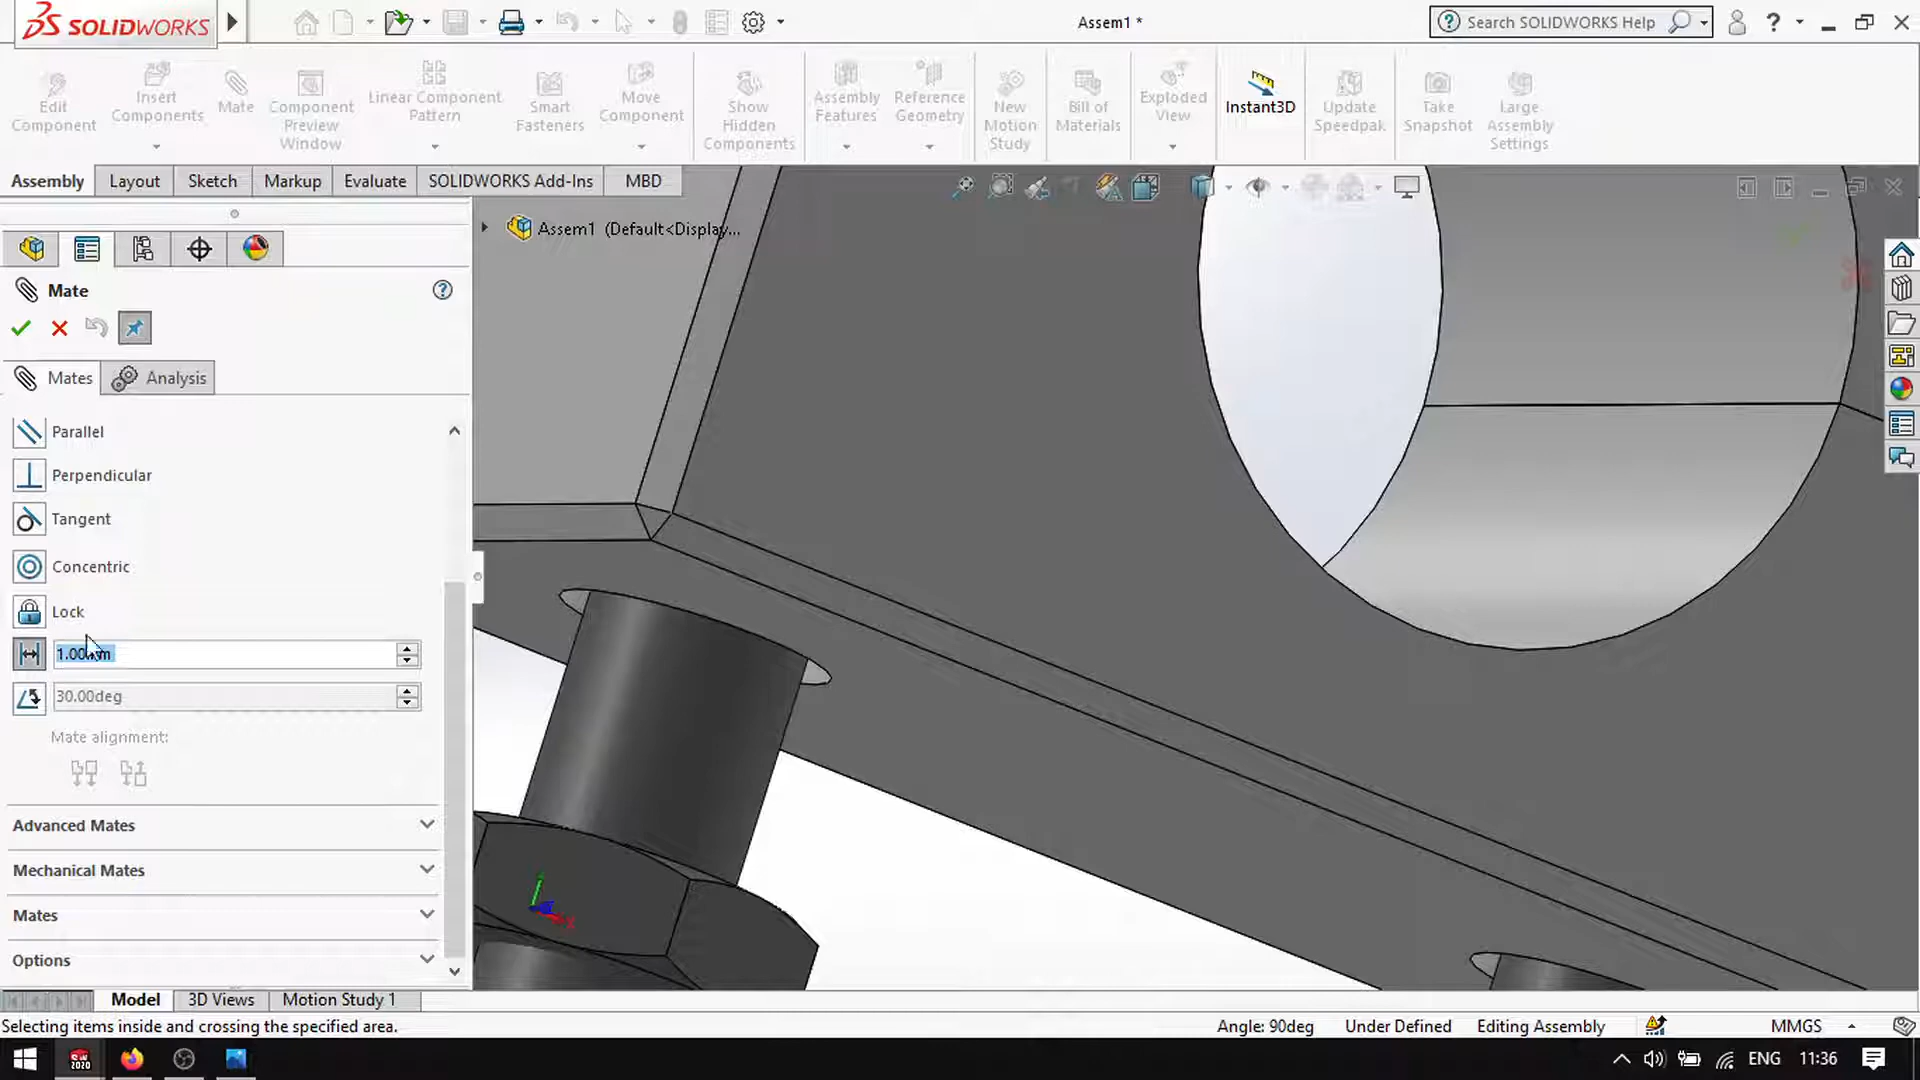 SOLIDWORKS
Assem1 *
Search SOLIDWORKS Help
?
Edit Component
Insert Components
Mate
Component Preview Window
Linear Component Pattern
Smart Fasteners
Move Component
Show Hidden Components
Assembly Features
Reference Geometry
New Motion Study
Bill of Materials
Exploded View
Instant3D
Update Speedpak
Take Snapshot
Large Assembly Settings
Assembly
Layout
Sketch
Markup
Evaluate
SOLIDWORKS Add-Ins
MBD
Assem1 (Default<Display...
Mate
Mates
Analysis
Parallel
Perpendicular
Tangent
Concentric
Lock
1.00mm
30.00deg
Mate alignment:
Advanced Mates
Mechanical Mates
Mates
Options
x
Model
3D Views
Motion Study 1
Selecting items inside and crossing the specified area.
Angle: 90deg
Under Defined
Editing Assembly
MMGS
SW 2020
ENG
11:36